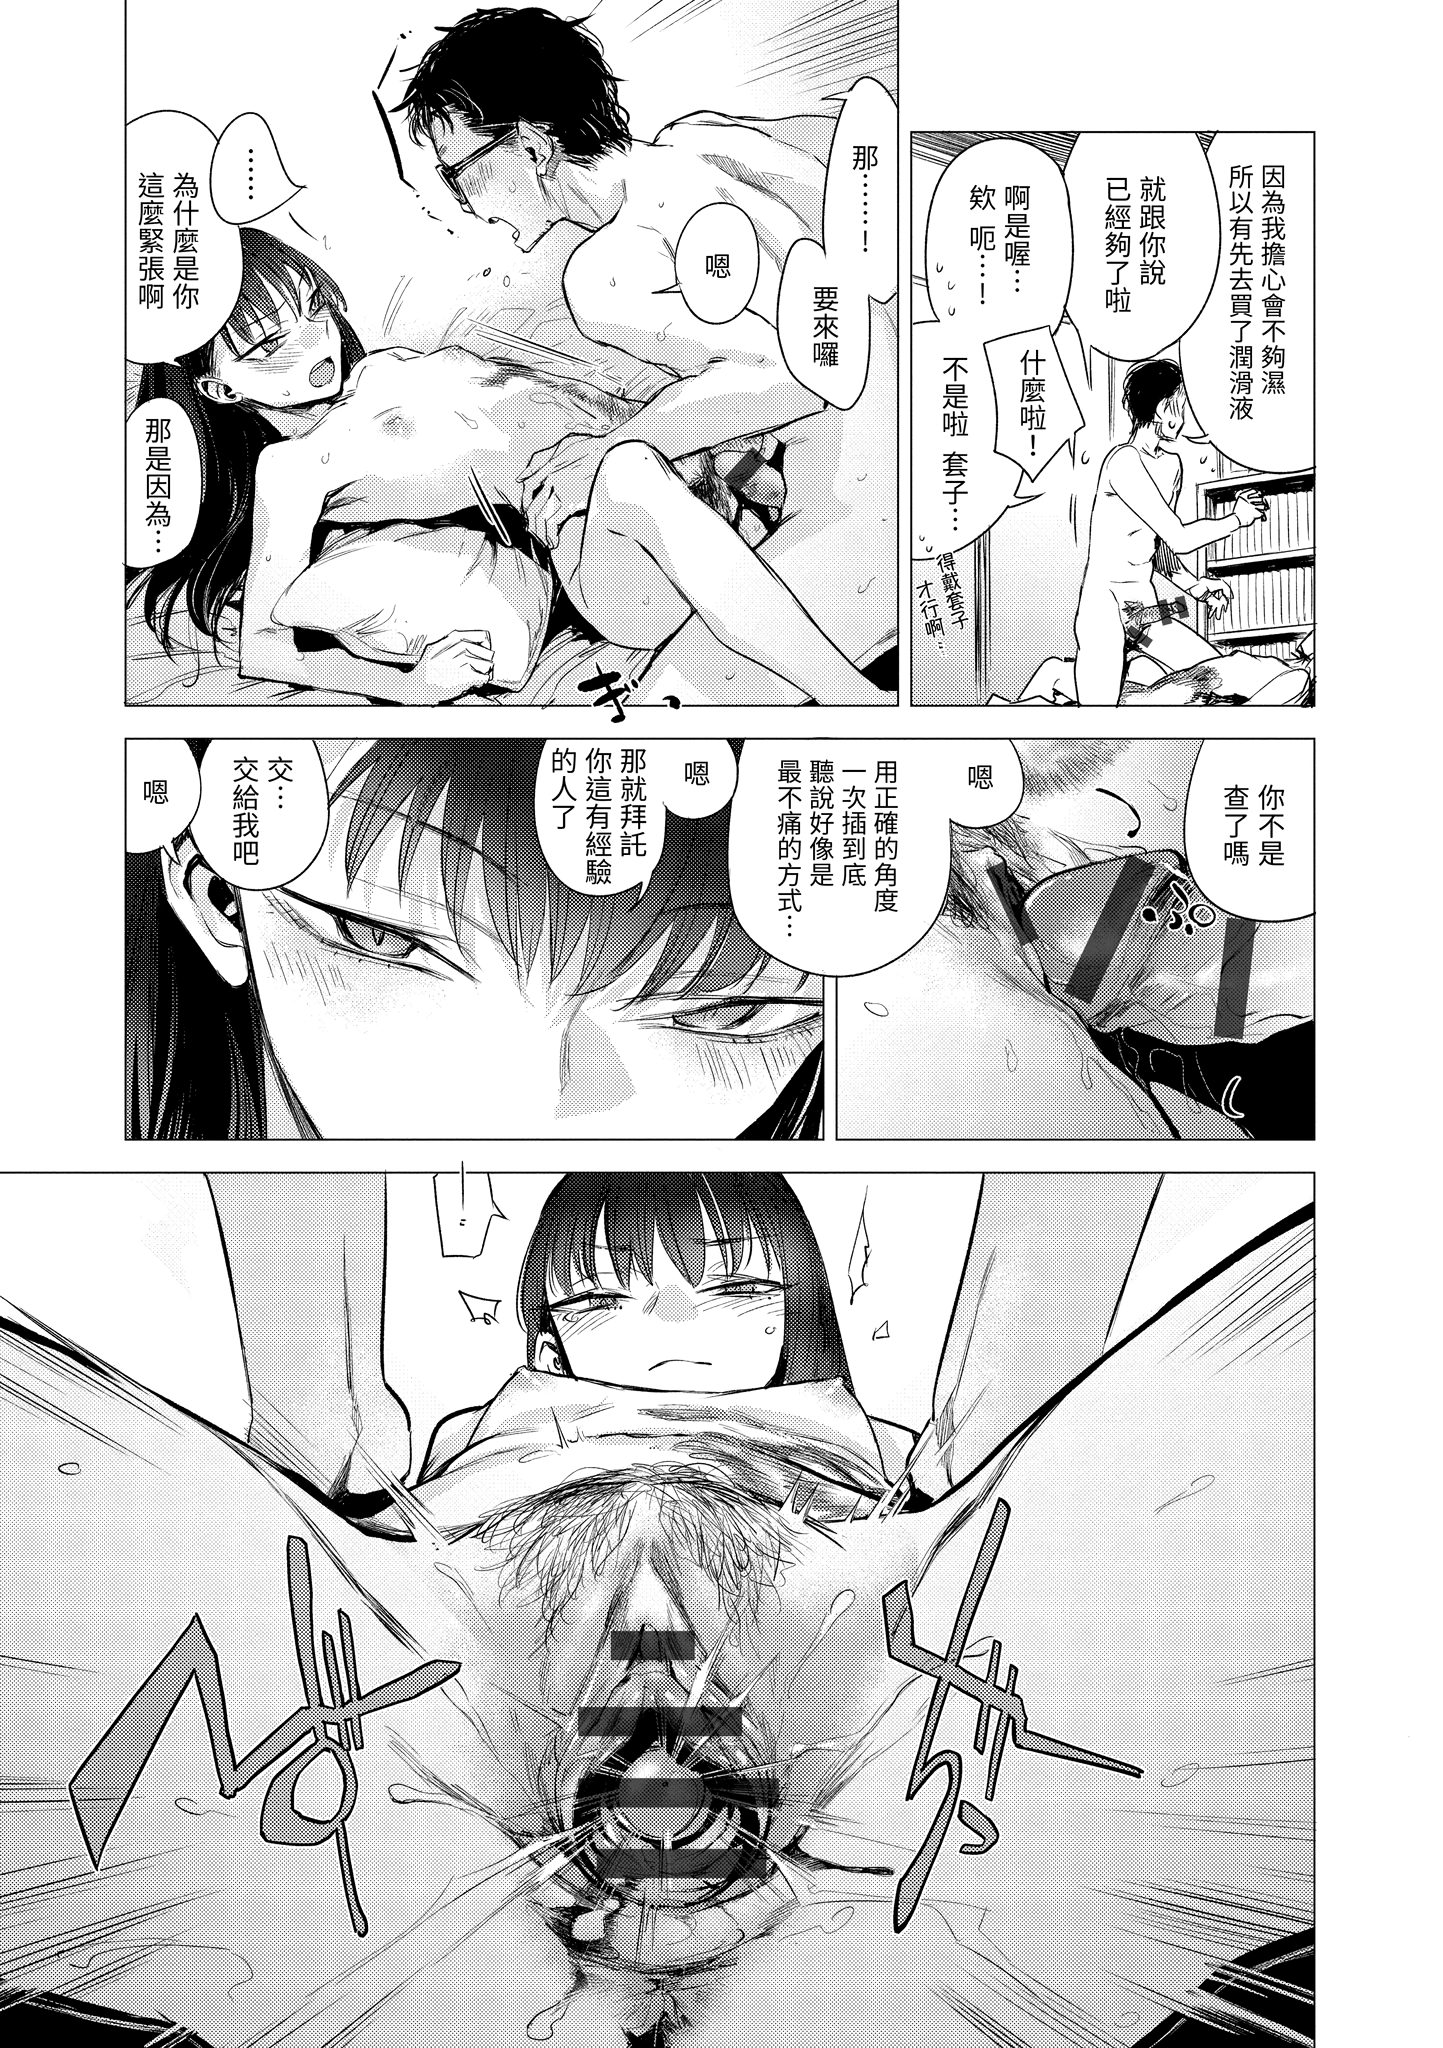 因為我擔心會不夠濕
所以有先去買了潤滑液
就跟你說
已經夠了啦
什麼啦！
啊是喔…
欸 呃…！
不是啦 套子…
得戴套子
才行啊…
那……！
要來囉
嗯
……
為什麼是你
這麼緊張啊
那是因為…
ぎっ
你不是
查了嗎
ぷ
嗯
用正確的角度
一次插到底
聽說好像是
最不痛的方式…
嗯
那就拜託
你這有經驗
的人了
交…
交給我吧
嗯
…！